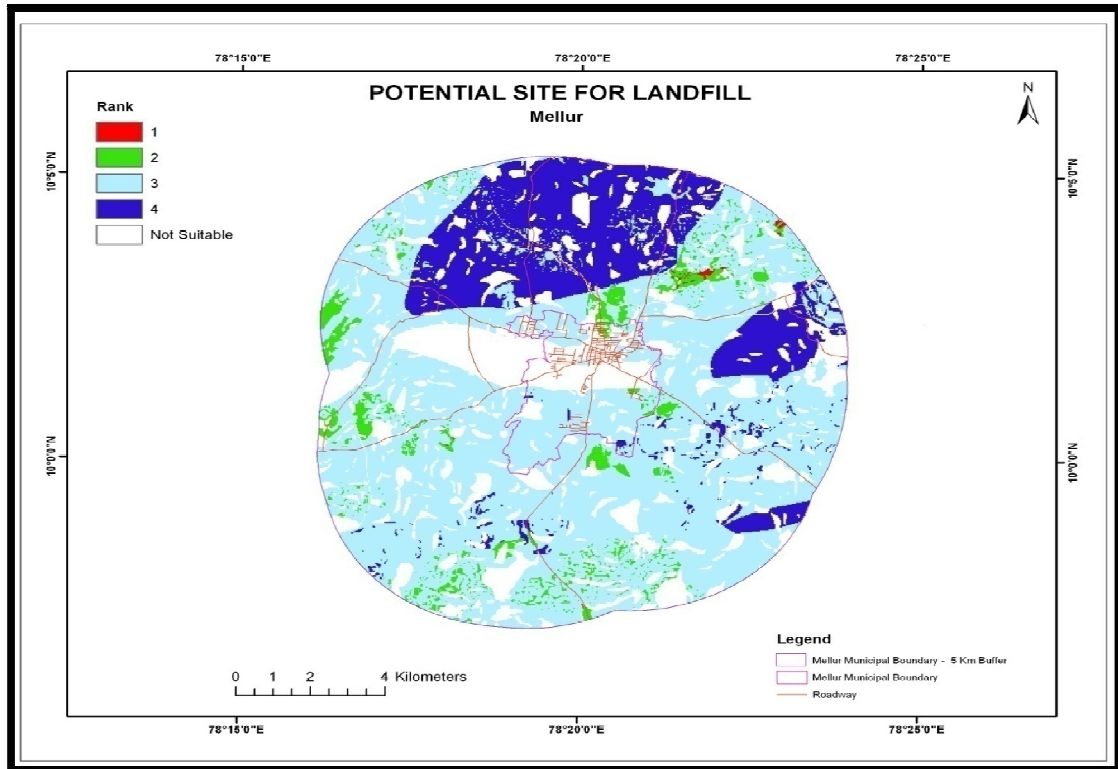 78°15'0"E 78°20'0"E 78°25'0"E
POTENTIAL SITE FOR LANDFILL
Mellur
N
Rank
1
2
3
4
Not Suitable
10°5'0"N
10°5'0"N
10°0'0"N
10°0'0"N
0 1 2 4 Kilometers
Legend
Mellur Municipal Boundary - 5 Km Buffer
Mellur Municipal Boundary
Roadway
78°15'0"E 78°20'0"E 78°25'0"E